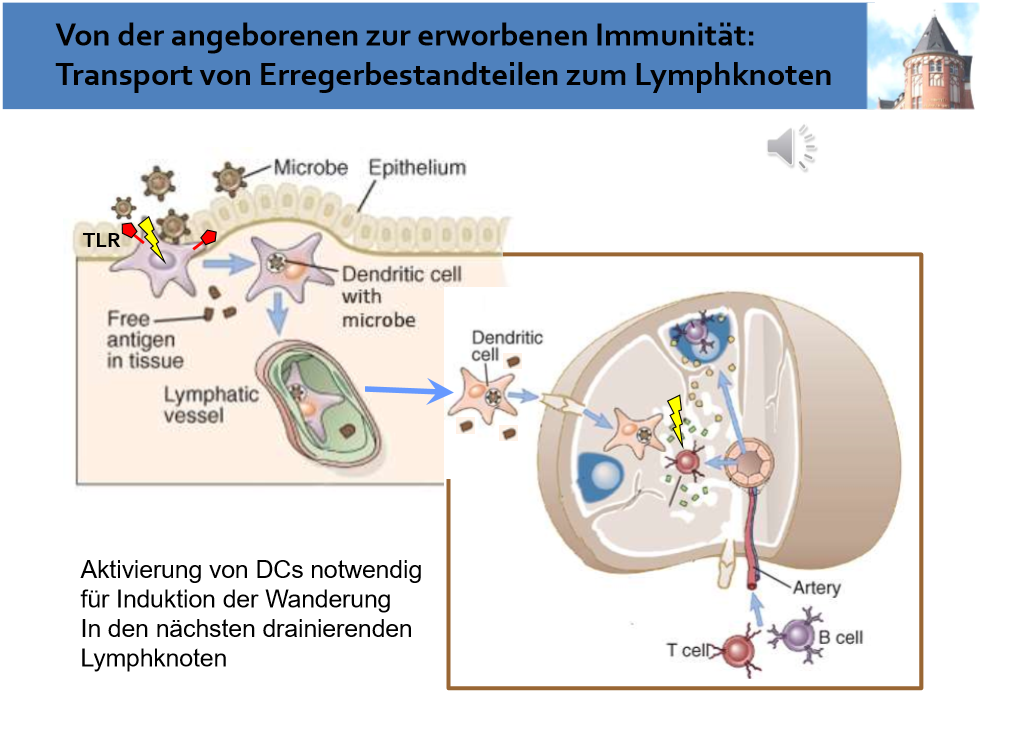 Von der angeborenen zur erworbenen Immunität:
Transport von Erregerbestandteilen zum Lymphknoten
Microbe
Epithelium
TLR
Dendritic cell
with
microbe
Free
antigen
in tissue
Lymphatic
vessel
Dendritic
cell
Artery
T cell
B cell
Aktivierung von DCs notwendig
für Induktion der Wanderung
In den nächsten drainierenden
Lymphknoten